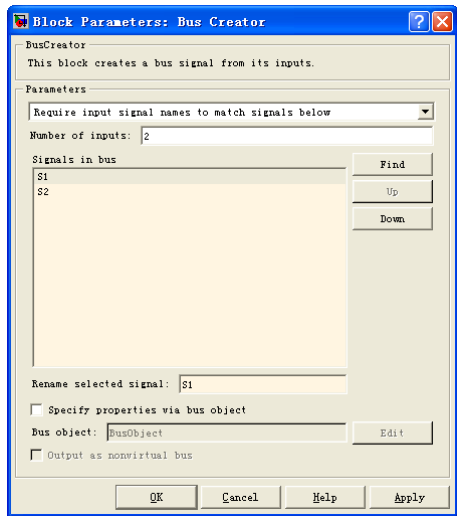 Block Parameters: Bus Creator
BusCreator
This block creates a bus signal from its inputs.
Parameters
Require input signal names to match signals below
Number of inputs: 2
Signals in bus
S1
S2
Find
Up
Down
Rename selected signal: S1
Specify properties via bus object
Bus object: BusObject
Edit
Output as nonvirtual bus
OK Cancel Help Apply